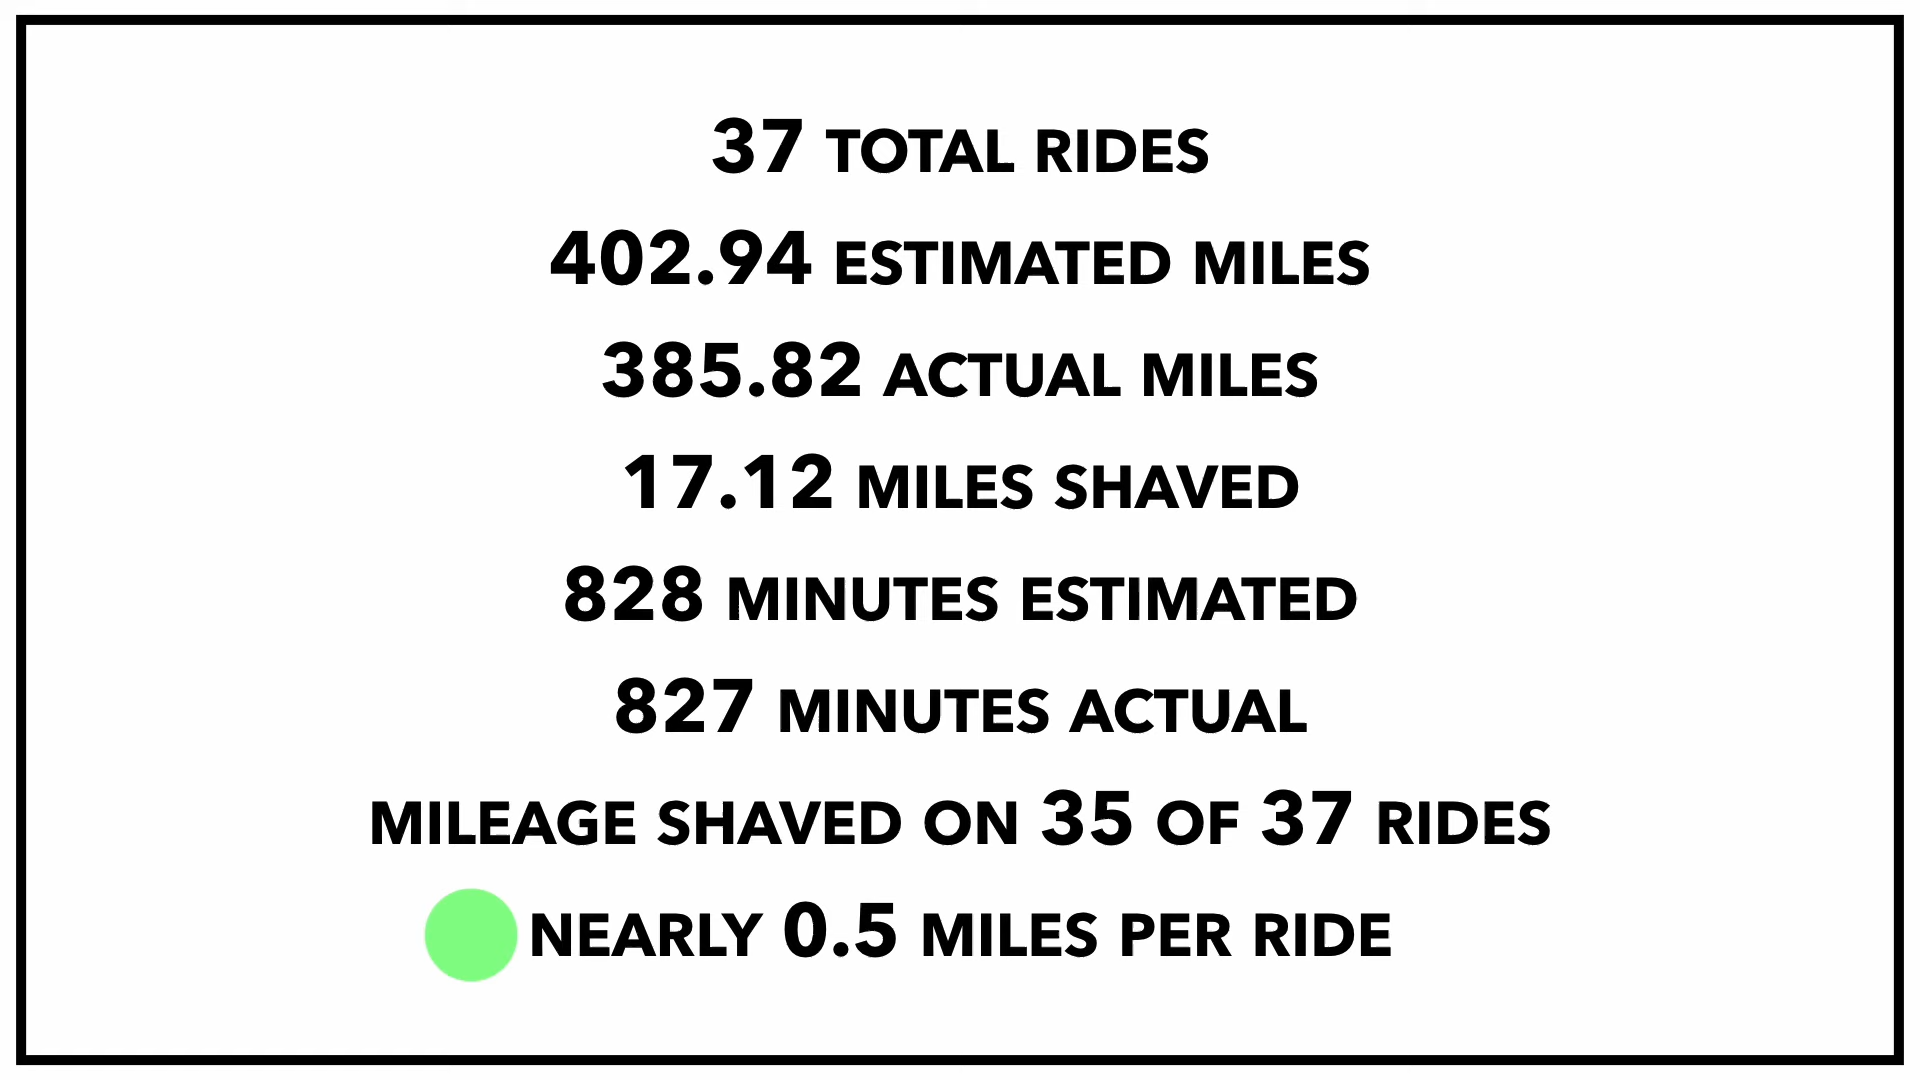 37 TOTAL RIDES
402.94 ESTIMATED MILES
385.82 ACTUAL MILES
17.12 MILES SHAVED
828 MINUTES ESTIMATED
827 MINUTES ACTUAL
MILEAGE SHAVED ON 35 OF 37 RIDES
NEARLY 0.5 MILES PER RIDE